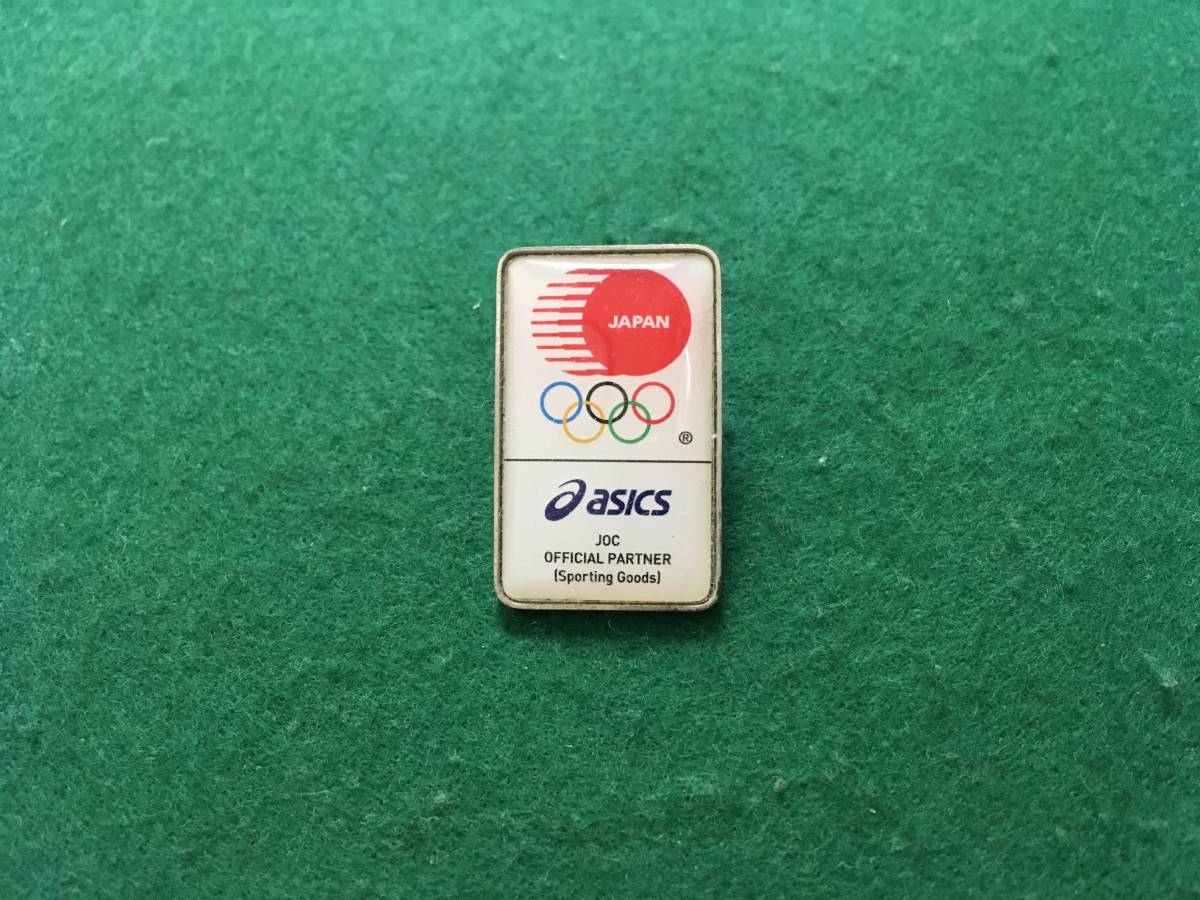 JAPAN
®
asics
JOC
OFFICIAL PARTNER
(Sporting Goods)